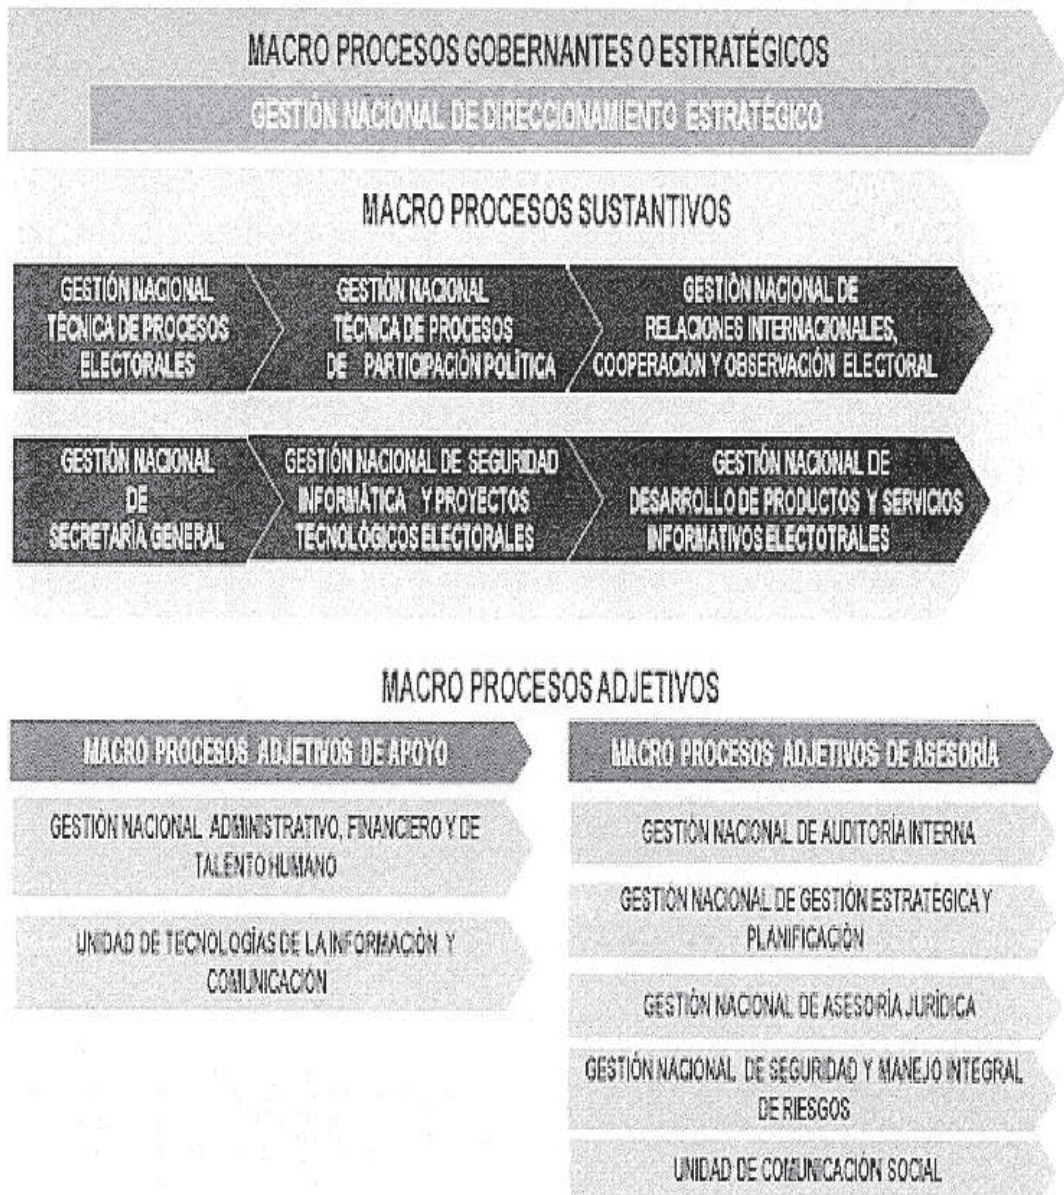 MACRO PROCESOS GOBERNANTES O ESTRATÉGICOS
GESTIÓN NACIONAL DE DIRECCIONAMIENTO ESTRATÉGICO
MACRO PROCESOS SUSTANTIVOS
GESTIÓN NACIONAL
TÉCNICA DE PROCESOS
ELECTORALES
GESTIÓN NACIONAL
TÉCNICA DE PROCESOS
DE PARTICIPACIÓN POLÍTICA
GESTIÓN NACIONAL DE
RELACIONES INTERNACIONALES,
COOPERACIÓN Y OBSERVACIÓN ELECTORAL
GESTIÓN NACIONAL
DE
SECRETARÍA GENERAL
GESTIÓN NACIONAL DE SEGURIDAD
INFORMÁTICA Y PROYECTOS
TECNOLÓGICOS ELECTORALES
GESTIÓN NACIONAL DE
DESARROLLO DE PRODUCTOS Y SERVICIOS
INFORMATIVOS ELECTOTRALES
MACRO PROCESOS ADJETIVOS
MACRO PROCESOS ADJETIVOS DE APOYO
GESTIÓN NACIONAL ADMINISTRATIVO, FINANCIERO Y DE
TALENTO HUMANO
UNIDAD DE TECNOLOGÍAS DE LA INFORMACIÓN Y
COMUNICACIÓN
MACRO PROCESOS ADJETIVOS DE ASESORÍA
GESTIÓN NACIONAL DE AUDITORÍA INTERNA
GESTIÓN NACIONAL DE GESTIÓN ESTRATÉGICA Y
PLANIFICACIÓN
GESTIÓN NACIONAL DE ASESORÍA JURÍDICA
GESTIÓN NACIONAL DE SEGURIDAD Y MANEJO INTEGRAL
DE RIESGOS
UNIDAD DE COMUNICACIÓN SOCIAL